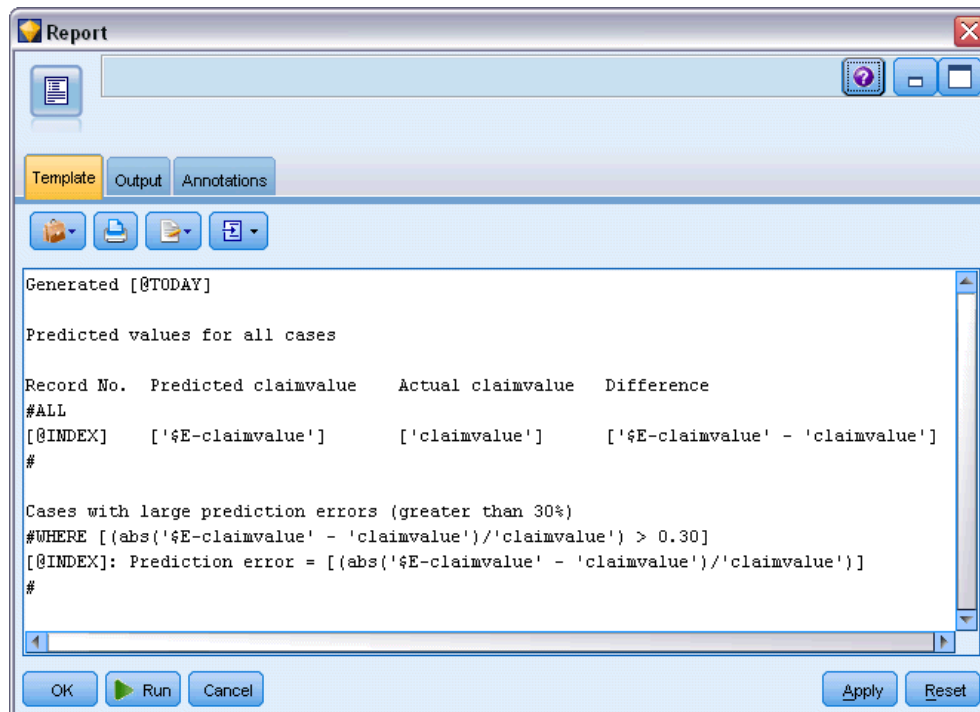 Report
Template Output Annotations
Generated [@TODAY]
Predicted values for all cases
Record No. Predicted claimvalue Actual claimvalue Difference
#ALL
[@INDEX] ['$E-claimvalue'] ['claimvalue'] ['$E-claimvalue' - 'claimvalue']
#
Cases with large prediction errors (greater than 30%)
#WHERE [(abs('$E-claimvalue' - 'claimvalue')/'claimvalue') > 0.30]
[@INDEX]: Prediction error = [(abs('$E-claimvalue' - 'claimvalue')/'claimvalue')]
#
OK Run Cancel Apply Reset